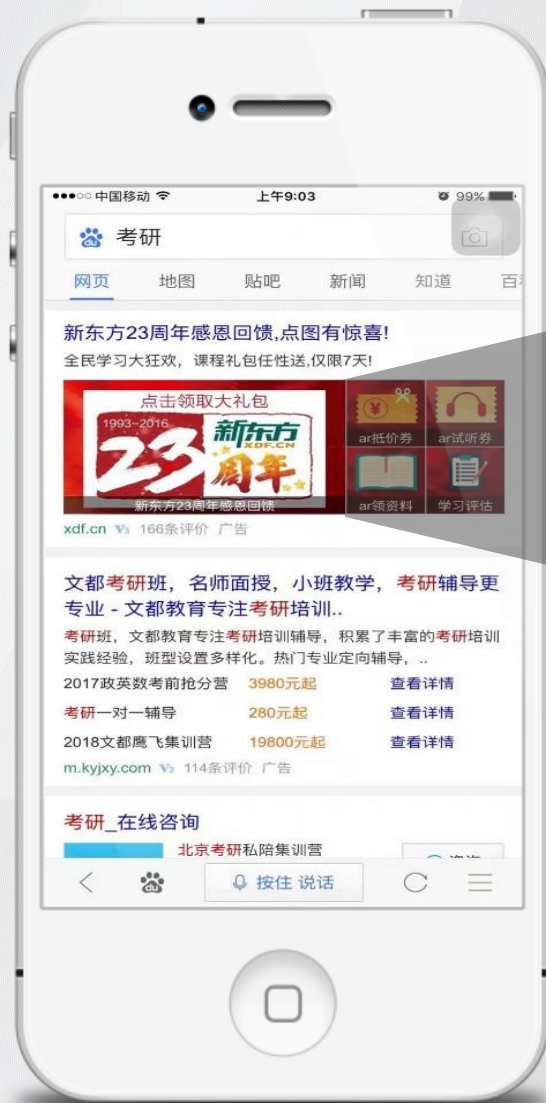 中国移动 上午9:03 99%
du 考研
网页 地图 贴吧 新闻 知道 百
新东方23周年感恩回馈,点图有惊喜!
全民学习大狂欢，课程礼包任性送,仅限7天!
点击领取大礼包
1993-2016
新东方
XDF.CN
23周年
新东方23周年感恩回馈
ar抵价券 ar试听券
ar领资料 学习评估
xdf.cn V3 166条评价 广告
文都考研班，名师面授，小班教学，考研辅导更
专业 - 文都教育专注考研培训..
考研班，文都教育专注考研培训辅导，积累了丰富的考研培训
实践经验，班型设置多样化。热门专业定向辅导，..
2017政英数考前抢分营 3980元起 查看详情
考研一对一辅导 280元起 查看详情
2018文都鹰飞集训营 19800元起 查看详情
m.kyjxy.com V3 114条评价 广告
考研_在线咨询
北京考研私陪集训营
du 按住 说话